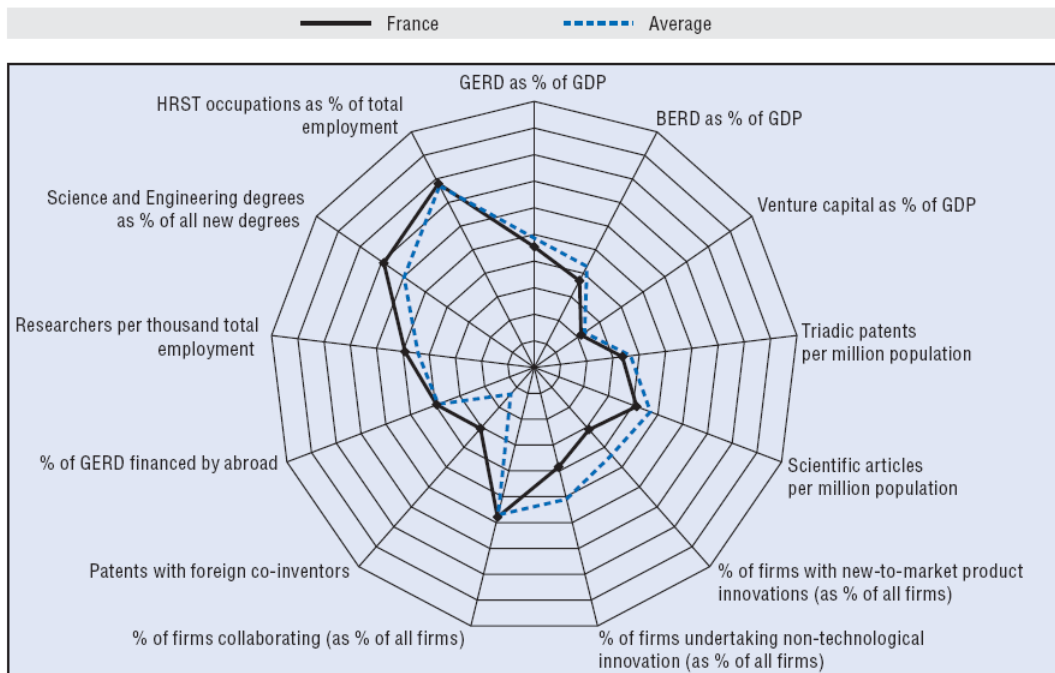 France
Average
GERD as % of GDP
HRST occupations as % of total
employment
BERD as % of GDP
Science and Engineering degrees
as % of all new degrees
Venture capital as % of GDP
Researchers per thousand total
employment
Triadic patents
per million population
% of GERD financed by abroad
Scientific articles
per million population
Patents with foreign co-inventors
% of firms with new-to-market product
innovations (as % of all firms)
% of firms collaborating (as % of all firms)
% of firms undertaking non-technological
innovation (as % of all firms)